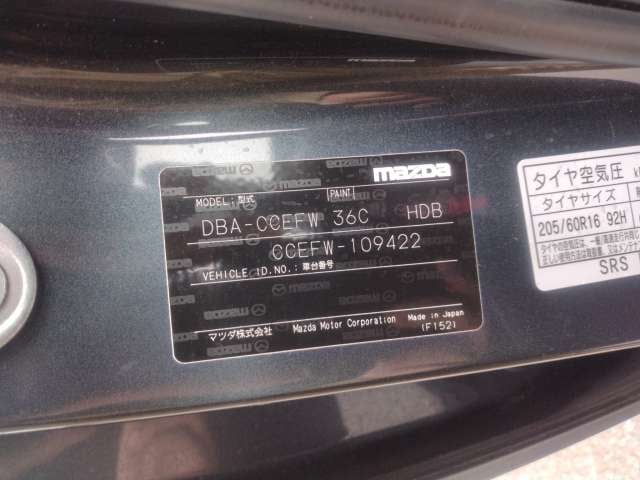 mazda
MODEL: 型式 PAINT
DBA-CCEFW 36C HDB
CCEFW-109422
VEHICLE ID.NO.: 車台番号
マツダ株式会社 Mazda Motor Corporation Made in Japan
(F152)
タイヤ空気圧
タイヤサイズ
205/60R16 92H
SRS